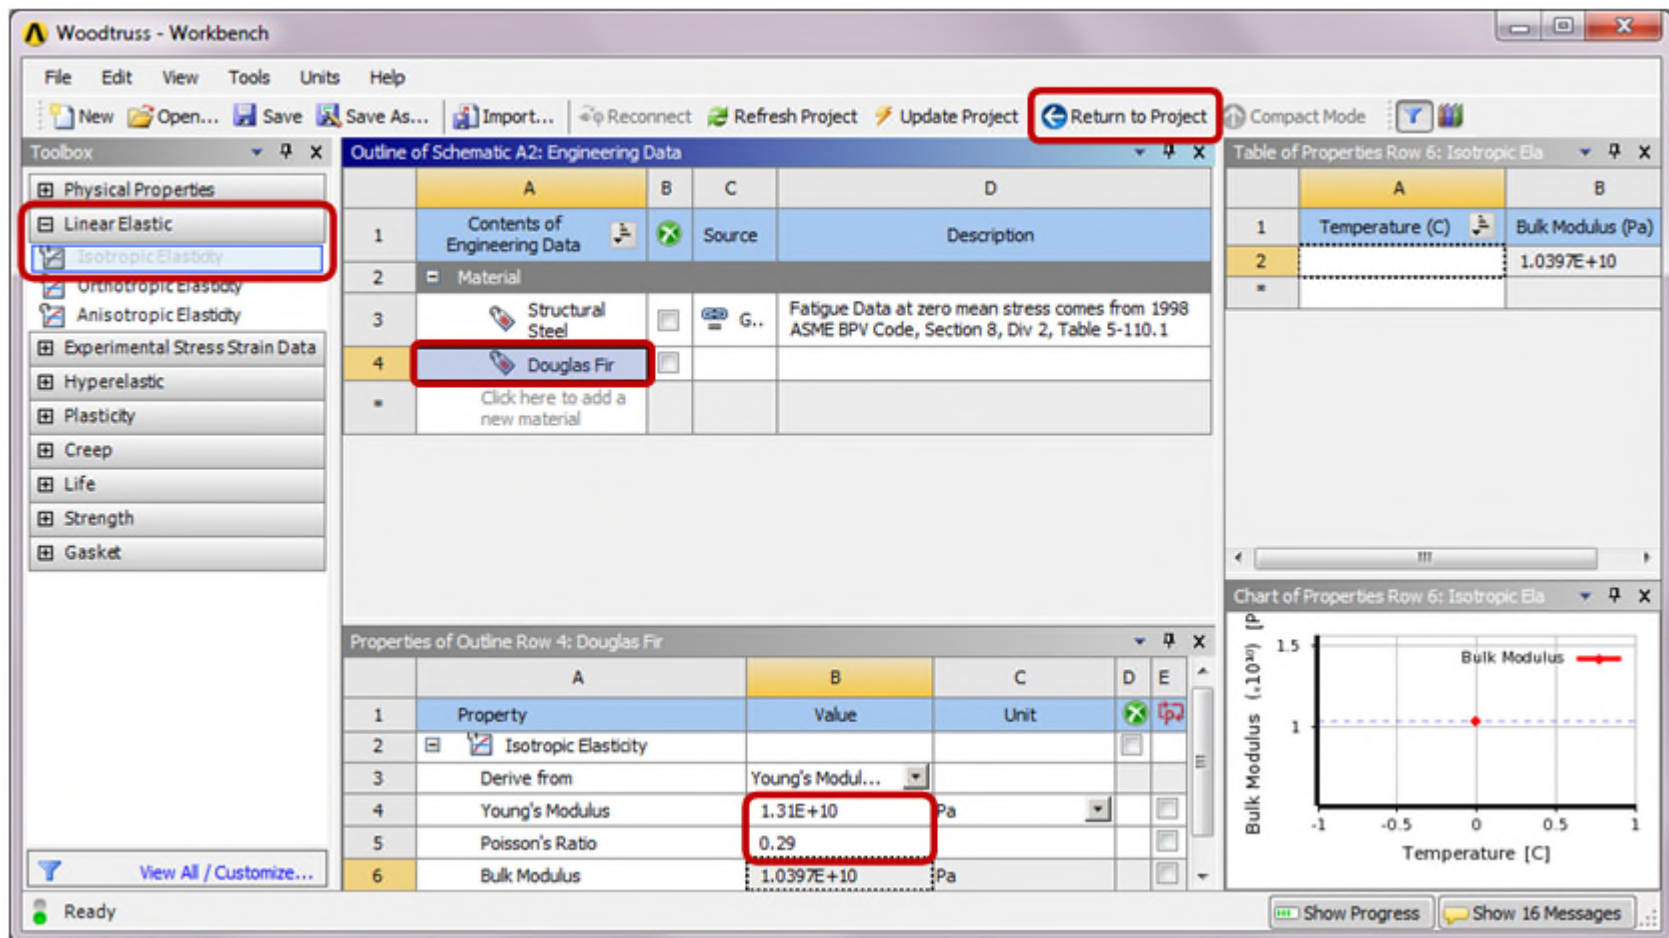 Woodtruss - Workbench
File Edit View Tools Units Help
New Open... Save Save As... Import... Reconnect Refresh Project Update Project Return to Project Compact Mode
Toolbox
Physical Properties
Linear Elastic
Isotropic Elasticity
Orthotropic Elasticity
Anisotropic Elasticity
Experimental Stress Strain Data
Hyperelastic
Plasticity
Creep
Life
Strength
Gasket
View All / Customize...
Outline of Schematic A2: Engineering Data
A B C D
1 Contents of Engineering Data Source Description
2 Material
3 Structural Steel G.. Fatigue Data at zero mean stress comes from 1998
ASME BPV Code, Section 8, Div 2, Table 5-110.1
4 Douglas Fir
* Click here to add a
new material
Properties of Outline Row 4: Douglas Fir
A B C D E
1 Property Value Unit
2 Isotropic Elasticity
3 Derive from Young's Modul...
4 Young's Modulus 1.31E+10 Pa
5 Poisson's Ratio 0.29
6 Bulk Modulus 1.0397E+10 Pa
Table of Properties Row 6: Isotropic Ela
A B
1 Temperature (C) Bulk Modulus (Pa)
2 1.0397E+10
*
Chart of Properties Row 6: Isotropic Ela
Bulk Modulus (.10¹⁰) [P
1.5
1
Bulk Modulus
-1 -0.5 0 0.5 1
Temperature [C]
Ready
Show Progress Show 16 Messages